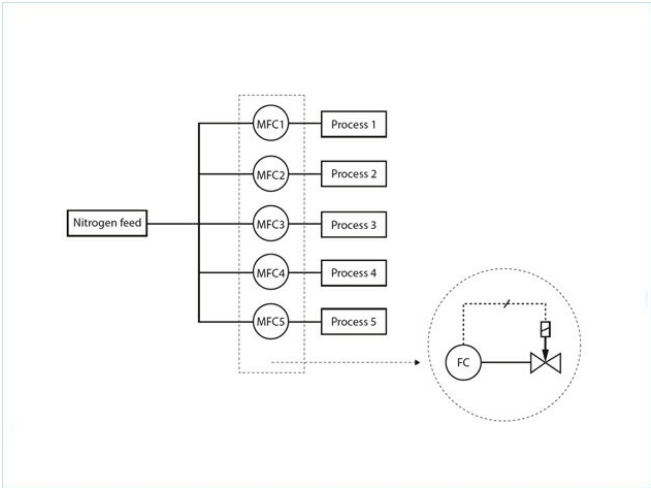 MFC1
Process 1
MFC2
Process 2
Nitrogen feed
MFC3
Process 3
MFC4
Process 4
MFC5
Process 5
FC